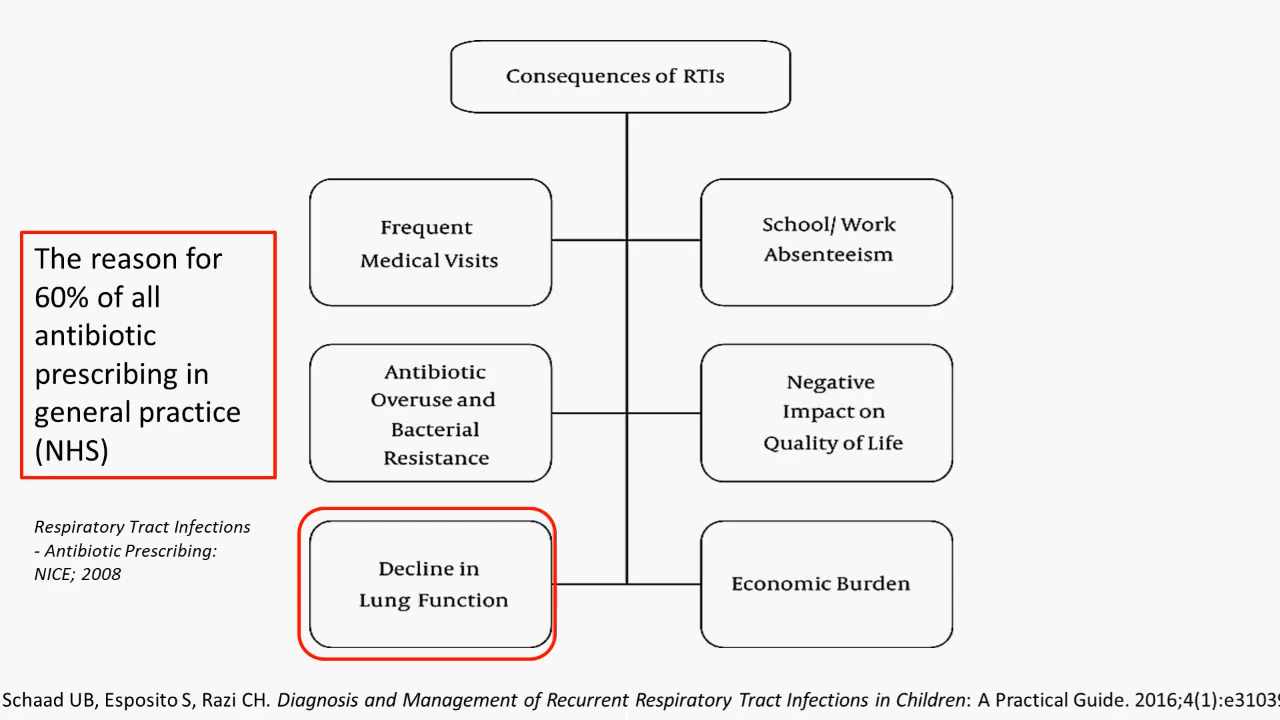 Consequences of RTIs
Frequent
Medical Visits
School/ Work
Absenteeism
The reason for
60% of all
antibiotic
prescribing in
general practice
(NHS)
Antibiotic
Overuse and
Bacterial
Resistance
Negative
Impact on
Quality of Life
Respiratory Tract Infections
- Antibiotic Prescribing:
NICE; 2008
Decline in
Lung Function
Economic Burden
Schaad UB, Esposito S, Razi CH. Diagnosis and Management of Recurrent Respiratory Tract Infections in Children: A Practical Guide. 2016;4(1):e31039